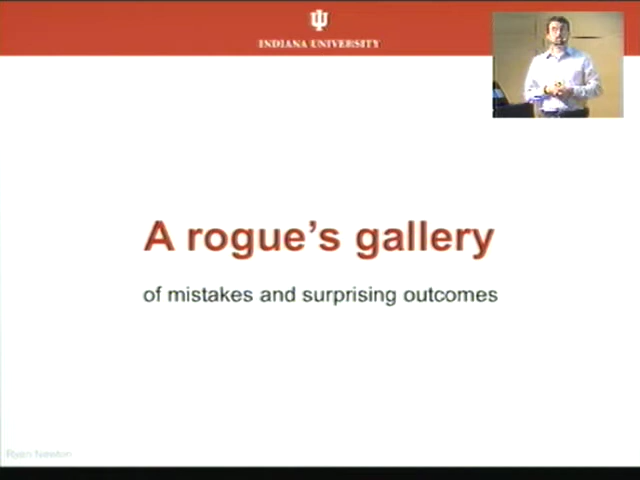 INDIANA UNIVERSITY
A rogue's gallery
of mistakes and surprising outcomes
Ryan Newton